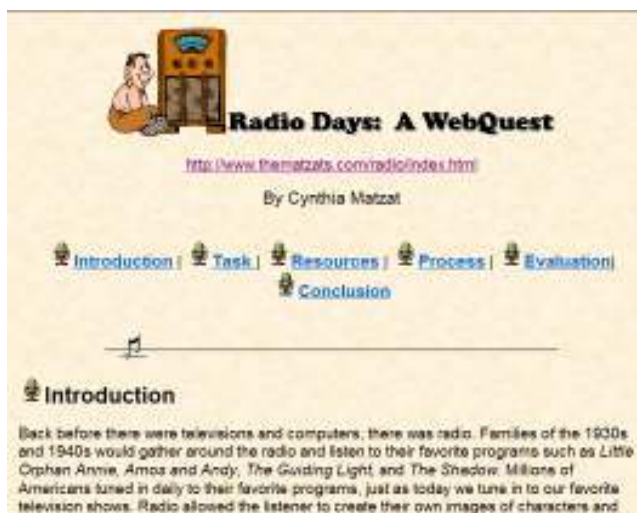 Radio Days: A WebQuest
http://www.thematzats.com/radio/index.html
By Cynthia Matzat
Introduction | Task | Resources | Process | Evaluation|
Conclusion
Introduction
Back before there were televisions and computers, there was radio. Families of the 1930s
and 1940s would gather around the radio and listen to their favorite programs such as Little
Orphan Annie, Amos and Andy, The Guiding Light, and The Shadow. Millions of
Americans tuned in daily to their favorite programs, just as today we tune in to our favorite
television shows. Radio allowed the listener to create their own images of characters and